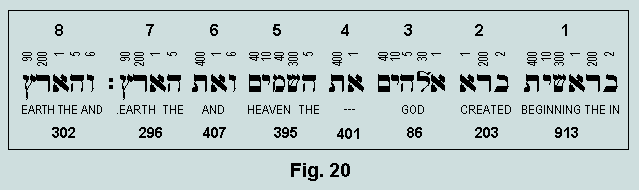 8 7 6 5 4 3 2 1
90 200 1 5 6 90 200 1 5 400 1 6 40 10 40 300 5 400 1 40 10 5 30 1 1 200 2 400 10 300 1 200 2
בראשית ברא אלהים את השמים ואת הארץ : והארץ
EARTH THE AND .EARTH THE AND HEAVEN THE --- GOD CREATED BEGINNING THE IN
302 296 407 395 401 86 203 913
Fig. 20